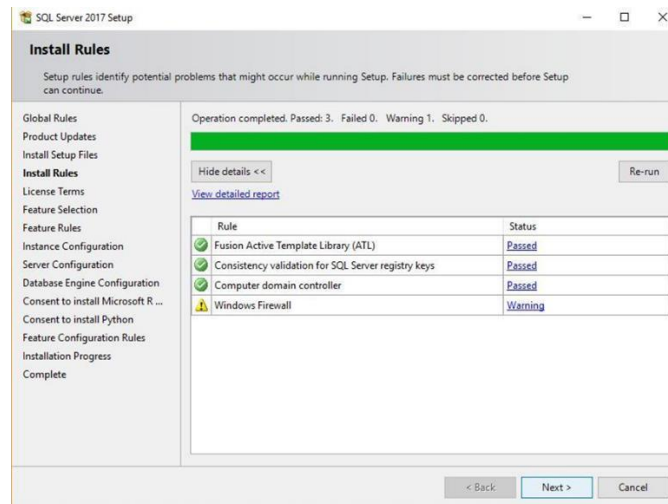 SQL Server 2017 Setup
Install Rules
Setup rules identify potential problems that might occur while running Setup. Failures must be corrected before Setup
can continue.
Global Rules
Product Updates
Install Setup Files
Install Rules
License Terms
Feature Selection
Feature Rules
Instance Configuration
Server Configuration
Database Engine Configuration
Consent to install Microsoft R ...
Consent to install Python
Feature Configuration Rules
Installation Progress
Complete
Operation completed. Passed: 3. Failed 0. Warning 1. Skipped 0.
Hide details <<
Re-run
View detailed report
Rule Status
Fusion Active Template Library (ATL) Passed
Consistency validation for SQL Server registry keys Passed
Computer domain controller Passed
Windows Firewall Warning
< Back
Next >
Cancel